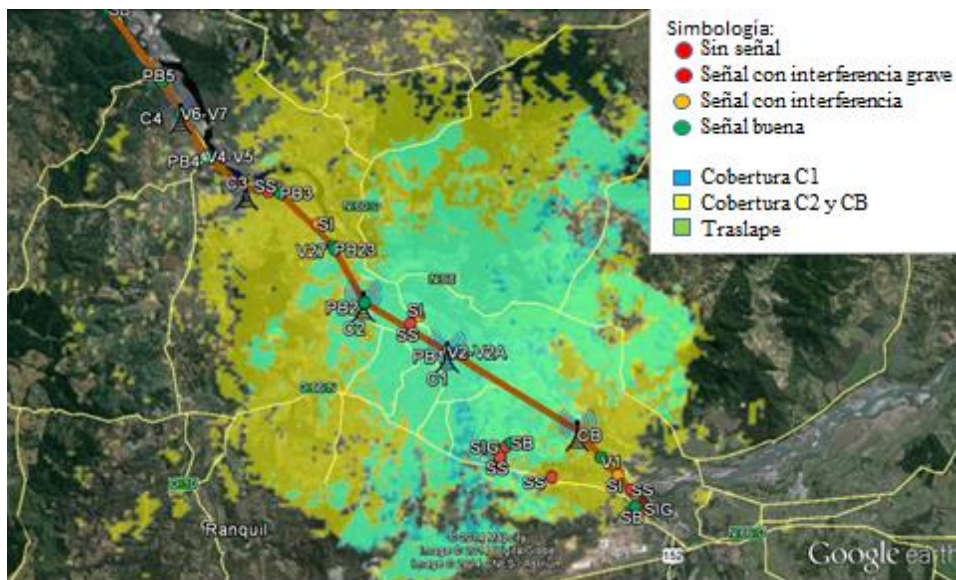 Simbología:
Sin señal
Señal con interferencia grave
Señal con interferencia
Señal buena
Cobertura C1
Cobertura C2 y CB
Traslape
SB
PB5
C4
V6-V7
PB4
V4-V5
C3
SS
PB3
SI
V27
PB23
PB2
C2
SI
SS
PB1
V2-V2A
C1
CB
SIG
SB
SS
SS
V1
SI
SS
SIG
SB
Ranquil
Google earth